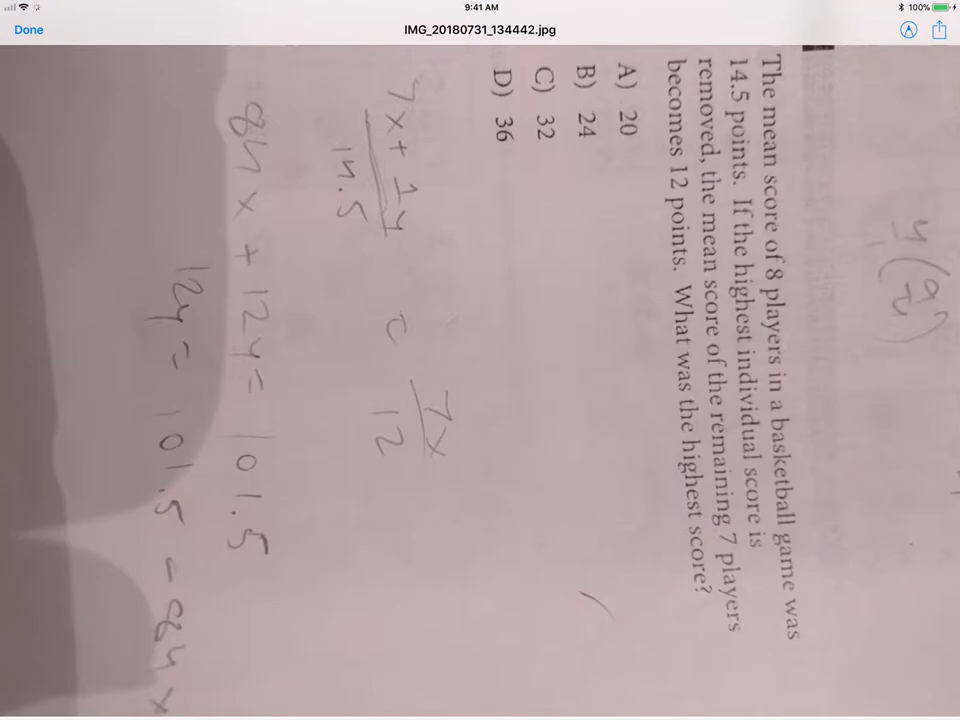 9:41 AM
100%
Done
IMG_20180731_134442.jpg
The mean score of 8 players in a basketball game was
14.5 points. If the highest individual score is
removed, the mean score of the remaining 7 players
becomes 12 points. What was the highest score?
A) 20
B) 24
C) 32
D) 36
7x + 1y = 7x
14.5 12
84x + 12y = 101.5
12y = 101.5 - 84x